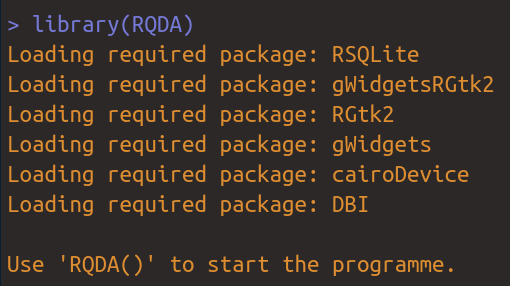 > library(RQDA)
Loading required package: RSQLite
Loading required package: gWidgetsRGtk2
Loading required package: RGtk2
Loading required package: gWidgets
Loading required package: cairoDevice
Loading required package: DBI

Use 'RQDA()' to start the programme.